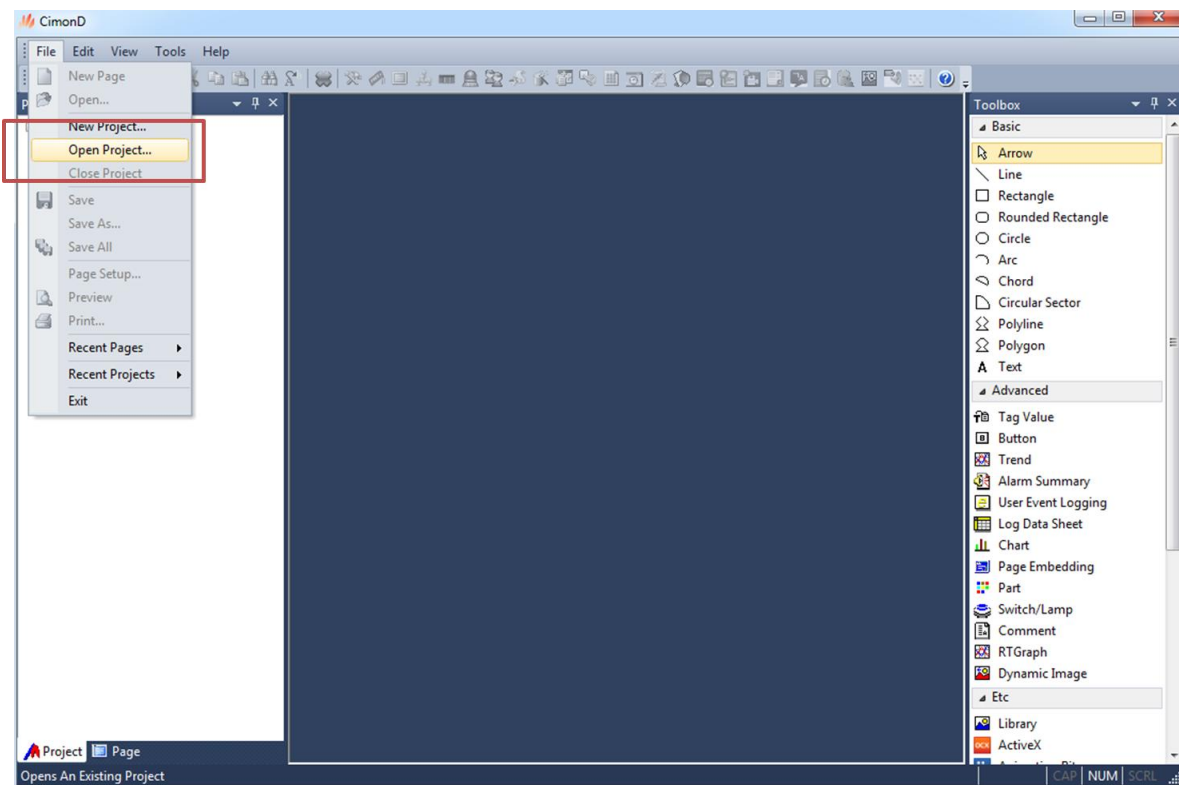 CimonD
File Edit View Tools Help
New Page
Open...
New Project...
Open Project...
Close Project
Save
Save As...
Save All
Page Setup...
Preview
Print...
Recent Pages
Recent Projects
Exit
Project Page
Opens An Existing Project
Toolbox
Basic
Arrow
Line
Rectangle
Rounded Rectangle
Circle
Arc
Chord
Circular Sector
Polyline
Polygon
A Text
Advanced
Tag Value
Button
Trend
Alarm Summary
User Event Logging
Log Data Sheet
Chart
Page Embedding
Part
Switch/Lamp
Comment
RTGraph
Dynamic Image
Etc
Library
ActiveX
CAP NUM SCRL